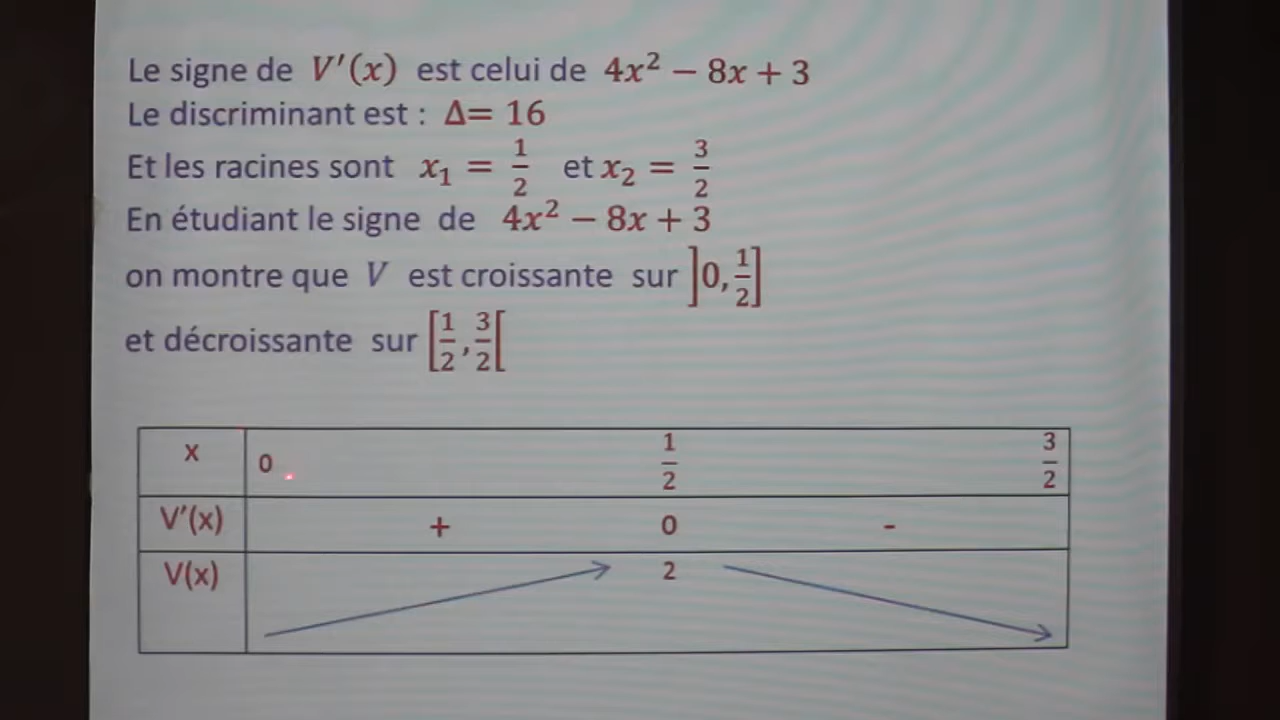 Le signe de V′(x) est celui de 4x² − 8x + 3
Le discriminant est : Δ= 16
Et les racines sont x₁ = 1/2 et x₂ = 3/2
En étudiant le signe de 4x² − 8x + 3
on montre que V est croissante sur ]0, 1/2]
et décroissante sur [1/2, 3/2[
x 0 1/2 3/2
V′(x) + 0 -
V(x) 2